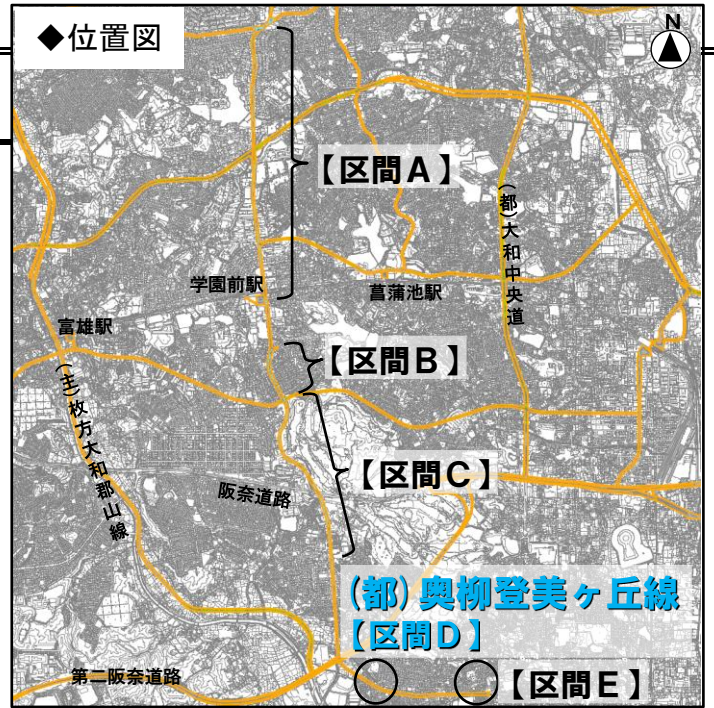 ◆位置図
N
【区間A】
(都)大和中央道
学園前駅
菖蒲池駅
富雄駅
【区間B】
(主)枚方大和郡山線
【区間C】
阪奈道路
(都)奥柳登美ヶ丘線
【区間D】
第二阪奈道路
【区間E】